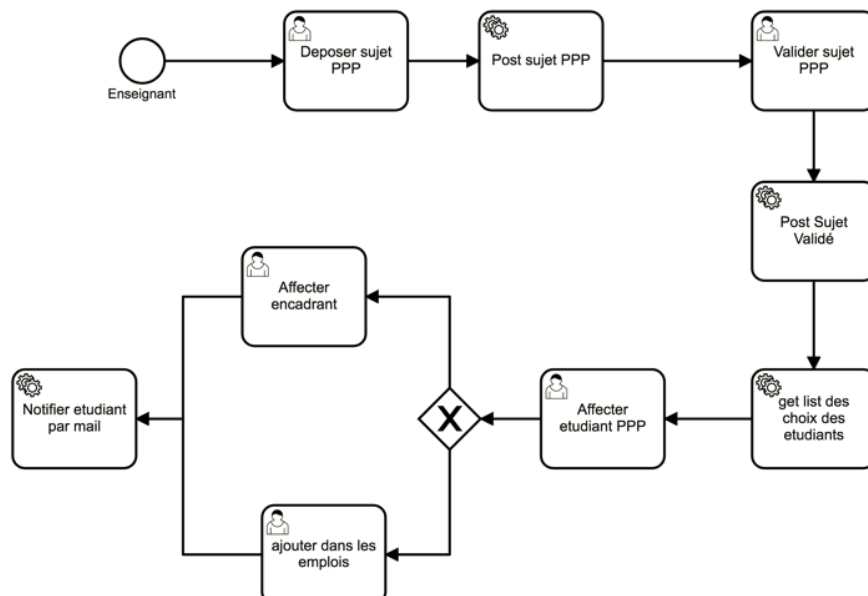 Deposer sujet
PPP
Post sujet PPP
Valider sujet
PPP
Enseignant
Post Sujet
Validé
Affecter
encadrant
Notifier etudiant
par mail
X
Affecter
etudiant PPP
get list des
choix des
etudiants
ajouter dans les
emplois